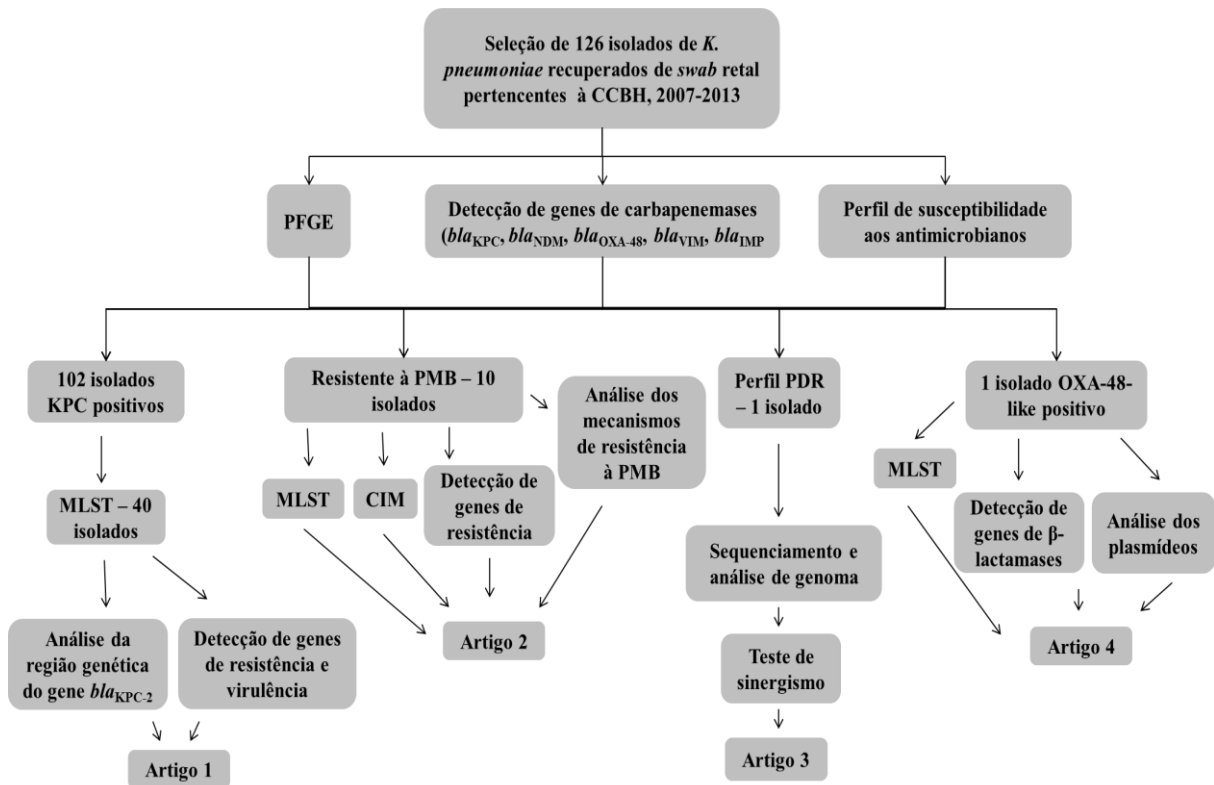 Seleção de 126 isolados de K.
pneumoniae recuperados de swab retal
pertencentes à CCBH, 2007-2013
PFGE
Detecção de genes de carbapenemases
(blaKPC, blaNDM, blaOXA-48, blaVIM, blaIMP
Perfil de susceptibilidade
aos antimicrobianos
102 isolados
KPC positivos
Resistente à PMB – 10
isolados
Análise dos
mecanismos
de resistência
à PMB
Perfil PDR
– 1 isolado
1 isolado OXA-48-
like positivo
MLST – 40
isolados
MLST
CIM
Detecção de
genes de
resistência
Sequenciamento e
análise de genoma
MLST
Detecção de
genes de β-
lactamases
Análise dos
plasmídeos
Análise da
região genética
do gene blaKPC-2
Detecção de genes
de resistência e
virulência
Artigo 2
Teste de
sinergismo
Artigo 4
Artigo 1
Artigo 3